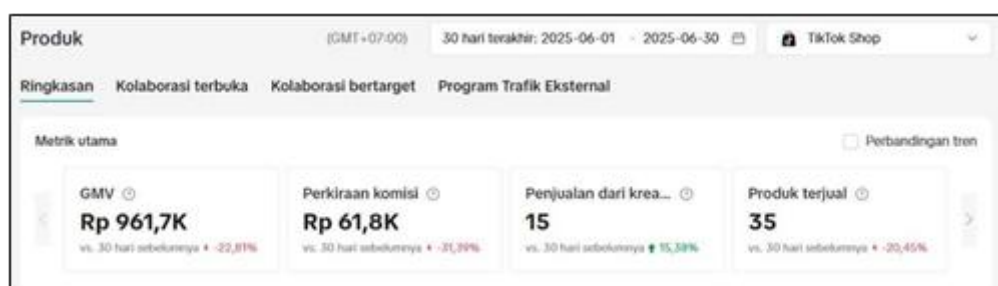 Produk (GMT+07:00) 30 hari terakhir: 2025-06-01 - 2025-06-30 TikTok Shop
Ringkasan Kolaborasi terbuka Kolaborasi bertarget Program Trafik Eksternal
Metrik utama Perbandingan tren
GMV Perkiraan komisi Penjualan dari krea... Produk terjual
Rp 961,7K Rp 61,8K 15 35
vs. 30 hari sebelumnya -22,81% vs. 30 hari sebelumnya -31,39% vs. 30 hari sebelumnya 15,38% vs. 30 hari sebelumnya -20,45%